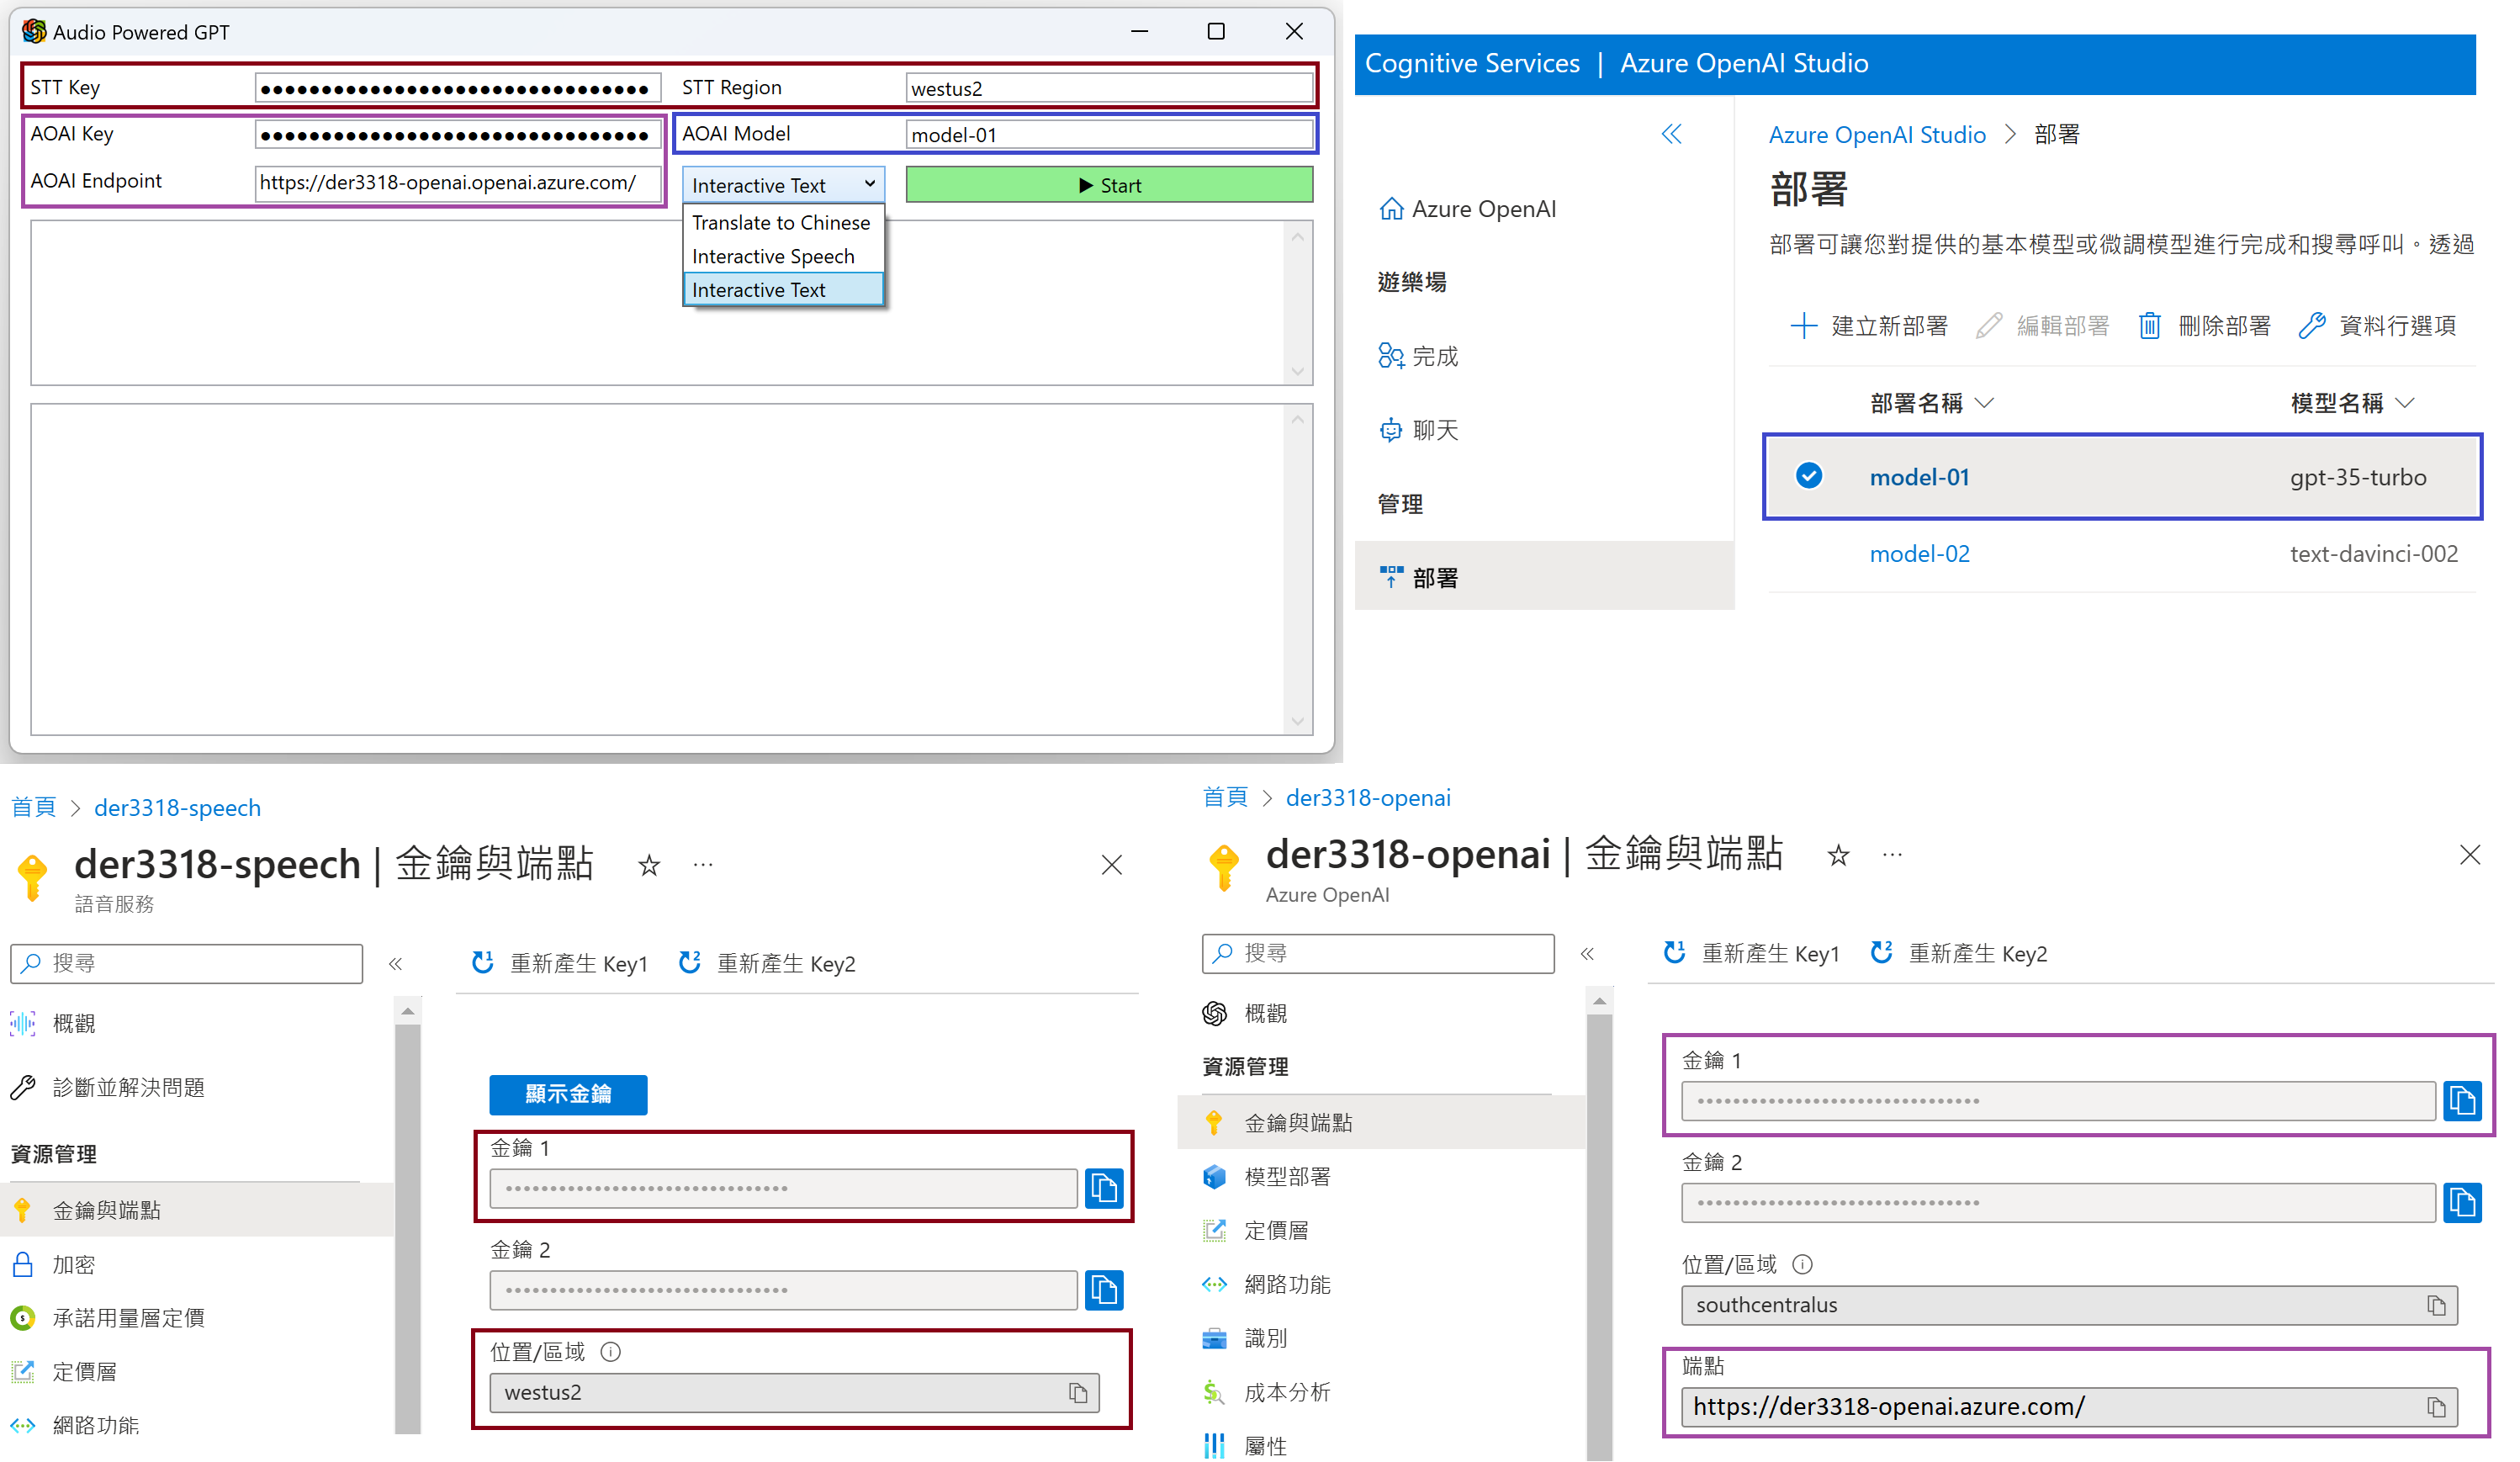 Audio Powered GPT
STT Key
●●●●●●●●●●●●●●●●●●●●●●●●●●●●●●●●
STT Region
westus2
AOAI Key
●●●●●●●●●●●●●●●●●●●●●●●●●●●●●●●●
AOAI Model
model-01
AOAI Endpoint
https://der3318-openai.openai.azure.com/
Interactive Text
▶ Start
Translate to Chinese
Interactive Speech
Interactive Text
Cognitive Services | Azure OpenAI Studio
Azure OpenAI
遊樂場
完成
聊天
管理
部署
Azure OpenAI Studio > 部署
部署
部署可讓您對提供的基本模型或微調模型進行完成和搜尋呼叫。透過
建立新部署
編輯部署
刪除部署
資料行選項
部署名稱
模型名稱
model-01
gpt-35-turbo
model-02
text-davinci-002
首頁 > der3318-speech
der3318-speech | 金鑰與端點
語音服務
搜尋
概觀
診斷並解決問題
資源管理
金鑰與端點
加密
承諾用量層定價
定價層
網路功能
重新產生 Key1
重新產生 Key2
顯示金鑰
金鑰 1
金鑰 2
位置/區域
westus2
首頁 > der3318-openai
der3318-openai | 金鑰與端點
Azure OpenAI
搜尋
概觀
資源管理
金鑰與端點
模型部署
定價層
網路功能
識別
成本分析
屬性
重新產生 Key1
重新產生 Key2
金鑰 1
金鑰 2
位置/區域
southcentralus
端點
https://der3318-openai.azure.com/